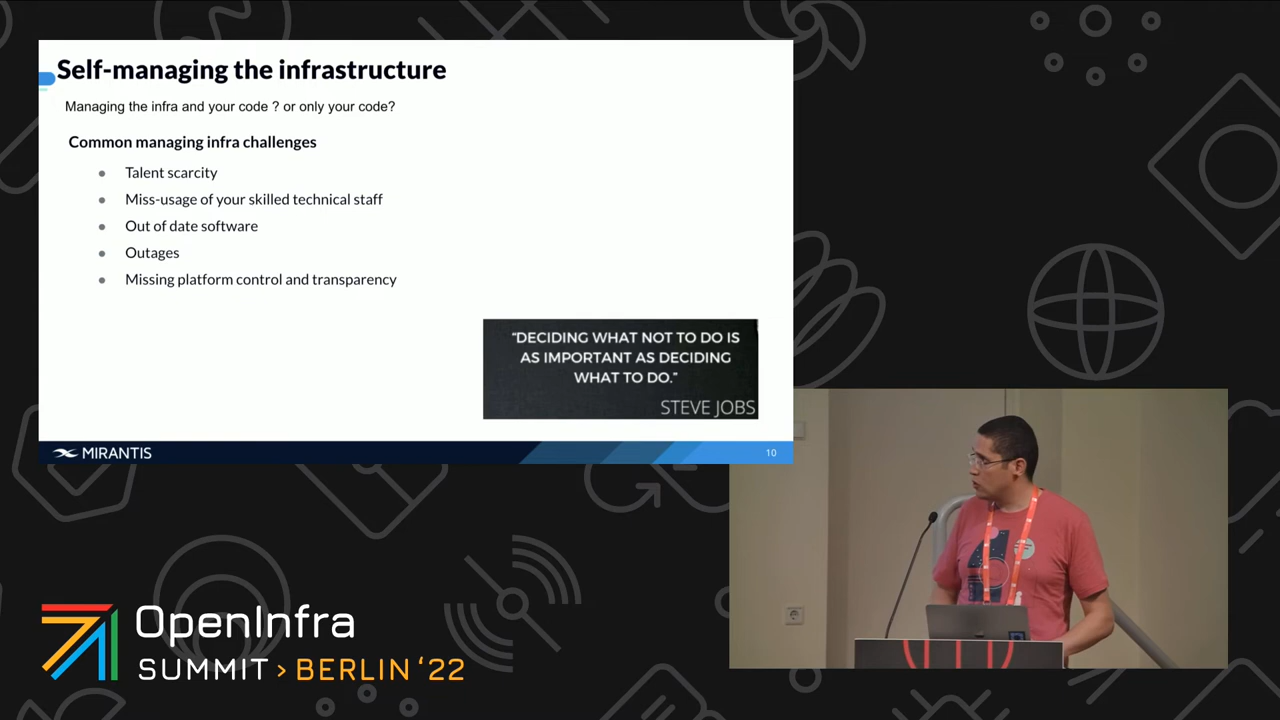 Self-managing the infrastructure
Managing the infra and your code ? or only your code?
Common managing infra challenges
Talent scarcity
Miss-usage of your skilled technical staff
Out of date software
Outages
Missing platform control and transparency
“DECIDING WHAT NOT TO DO IS
AS IMPORTANT AS DECIDING
WHAT TO DO.”
STEVE JOBS
MIRANTIS
10
OpenInfra
SUMMIT > BERLIN ‘22